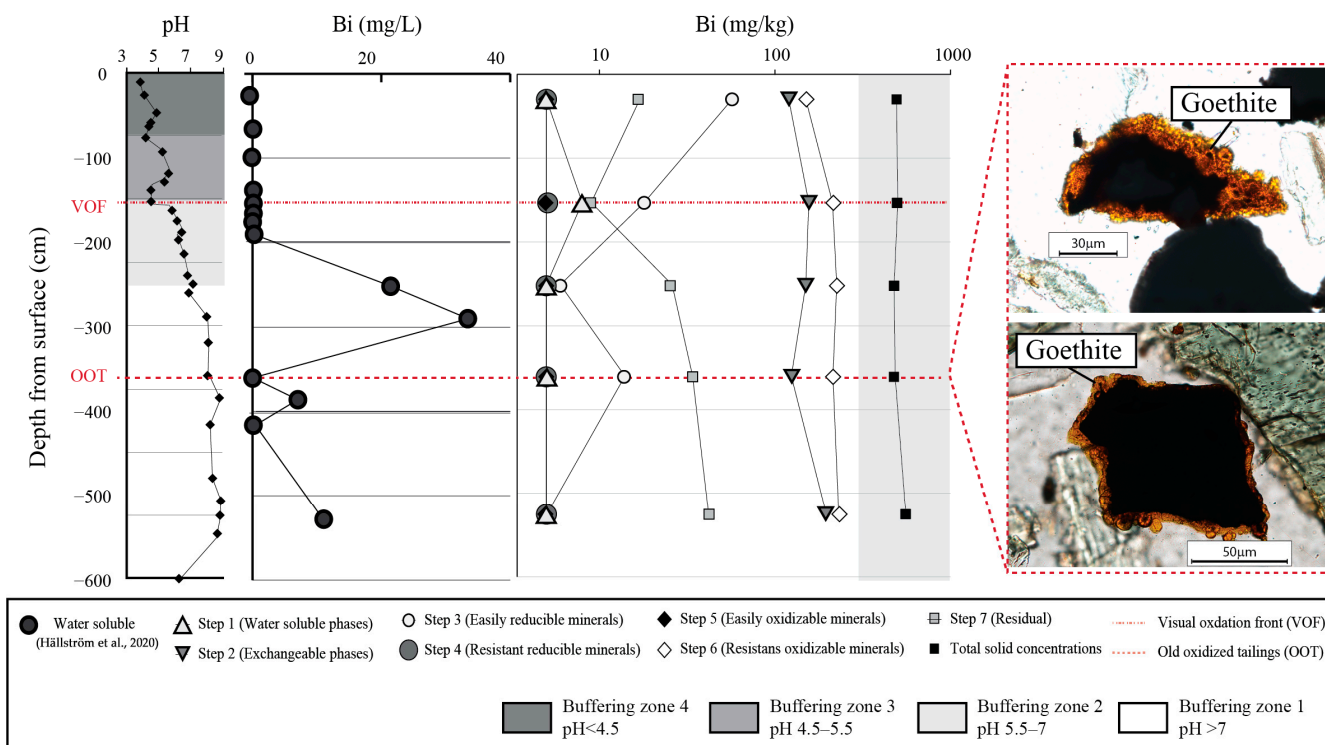 pH
Bi (mg/L)
Bi (mg/kg)
3 5 7 9
0 20 40
10 100 1000
0
−100
VOF
−200
−300
OOT
−400
−500
−600
Depth from surface (cm)
Goethite
30µm
Goethite
50µm
Water soluble
(Hällström et al., 2020)
Step 1 (Water soluble phases)
Step 2 (Exchangeable phases)
Step 3 (Easily reducible minerals)
Step 4 (Resistant reducible minerals)
Step 5 (Easily oxidizable minerals)
Step 6 (Resistans oxidizable minerals)
Step 7 (Residual)
Total solid concentrations
Visual oxdation front (VOF)
Old oxidized tailings (OOT)
Buffering zone 4
pH<4.5
Buffering zone 3
pH 4.5–5.5
Buffering zone 2
pH 5.5–7
Buffering zone 1
pH >7